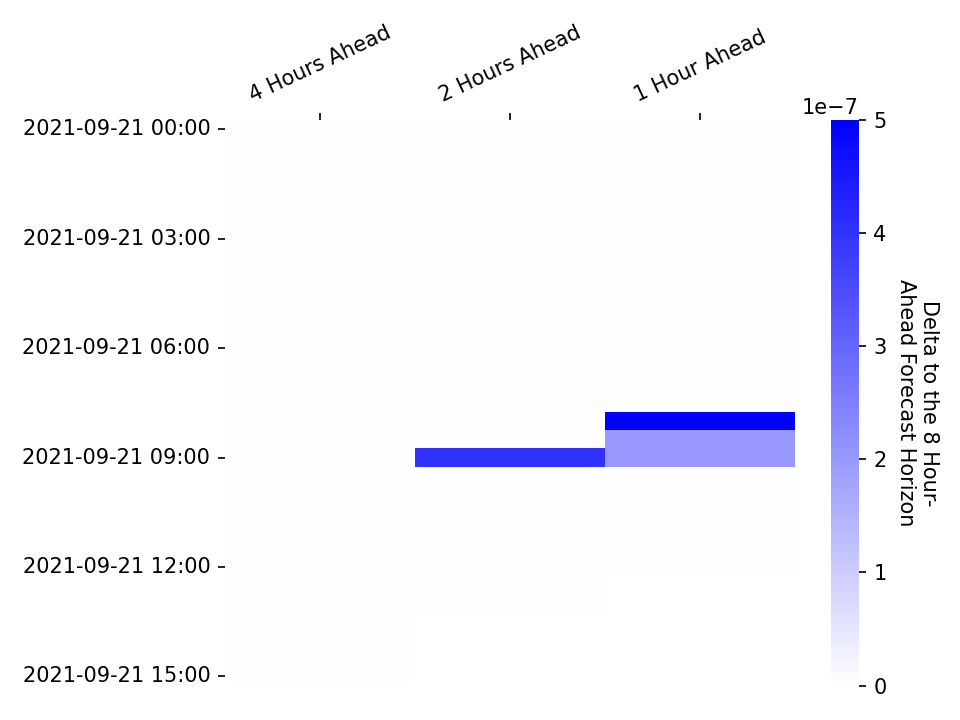 4 Hours Ahead
2 Hours Ahead
1 Hour Ahead
1e−7
2021-09-21 00:00
2021-09-21 03:00
2021-09-21 06:00
2021-09-21 09:00
2021-09-21 12:00
2021-09-21 15:00
5
4
3
2
1
0
Delta to the 8 Hour-
Ahead Forecast Horizon